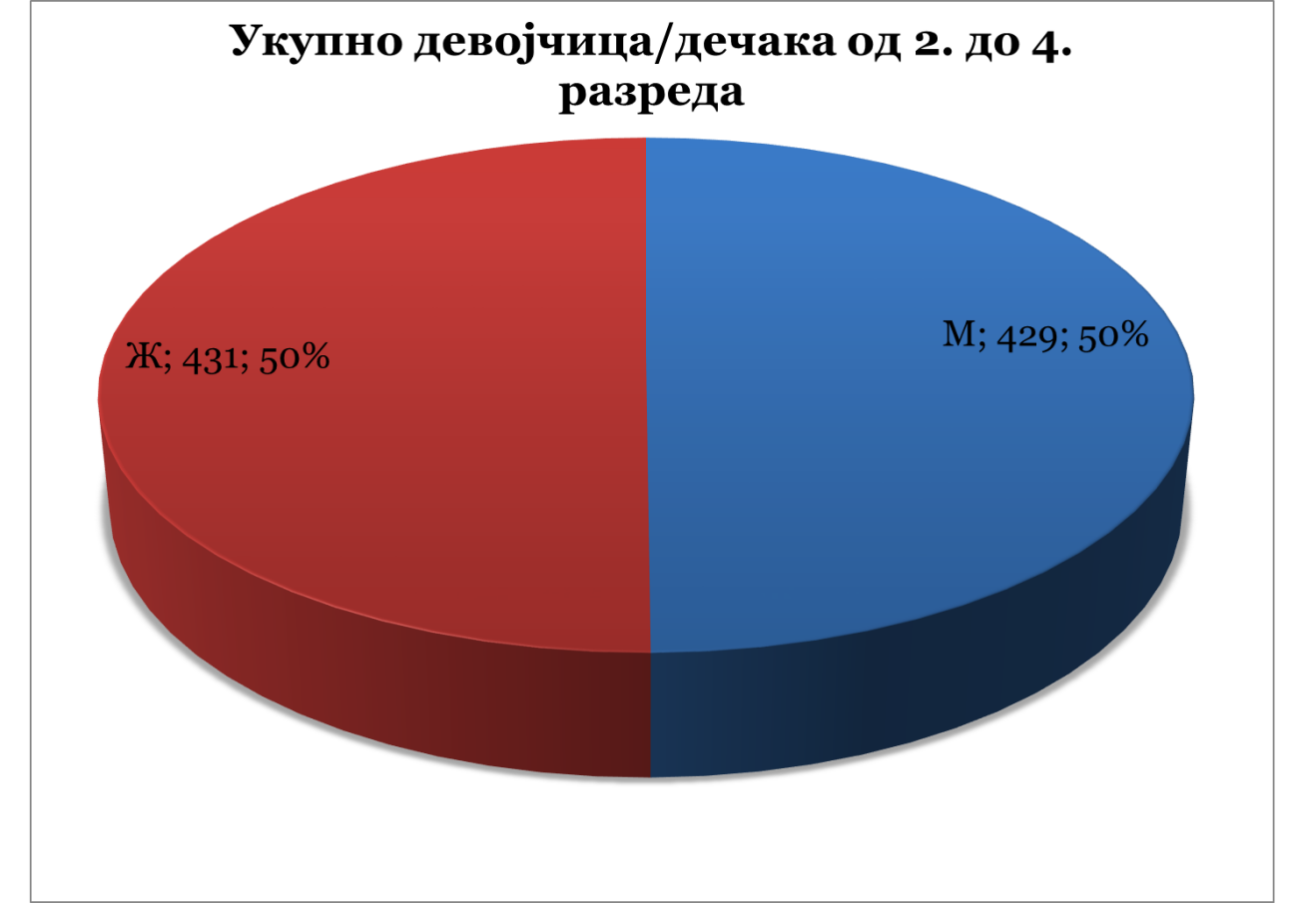 Укупно девојчица/дечака од 2. до 4.
разреда
М; 429; 50%
Ж; 431; 50%